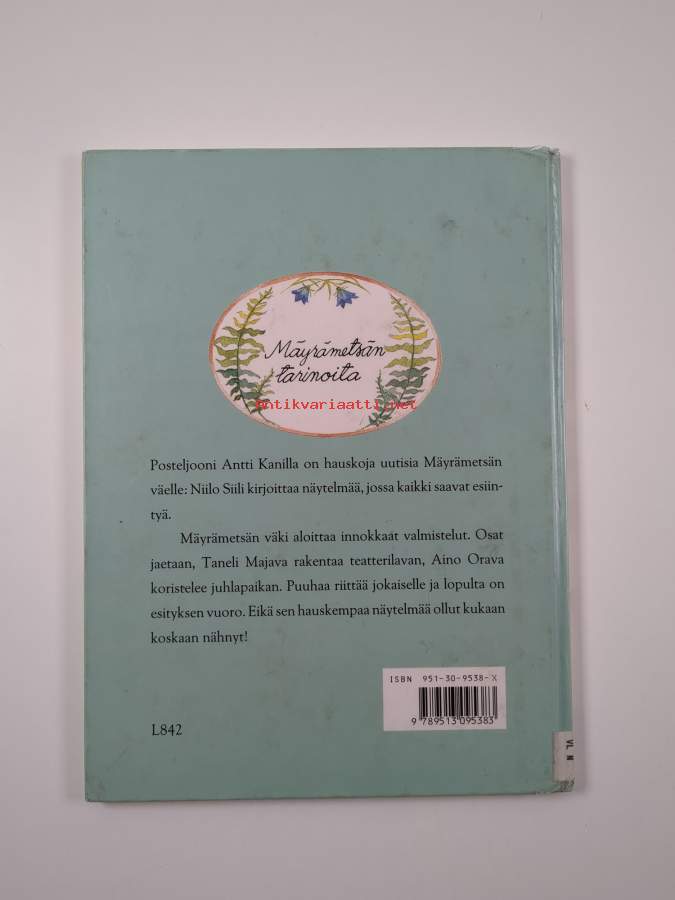 Mäyrämetsän
tarinoita
Antikvariaatti.net
Posteljooni Antti Kanilla on hauskoja uutisia Mäyrämetsän
väelle: Niilo Siili kirjoittaa näytelmää, jossa kaikki saavat esiin-
tyä.
Mäyrämetsän väki aloittaa innokkaat valmistelut. Osat
jaetaan, Taneli Majava rakentaa teatterilavan, Aino Orava
koristelee juhlapaikan. Puuhaa riittää jokaiselle ja lopulta on
esityksen vuoro. Eikä sen hauskempaa näytelmää ollut kukaan
koskaan nähnyt!
ISBN 951-30-9538-X
9 789513 095383
L842
VL N